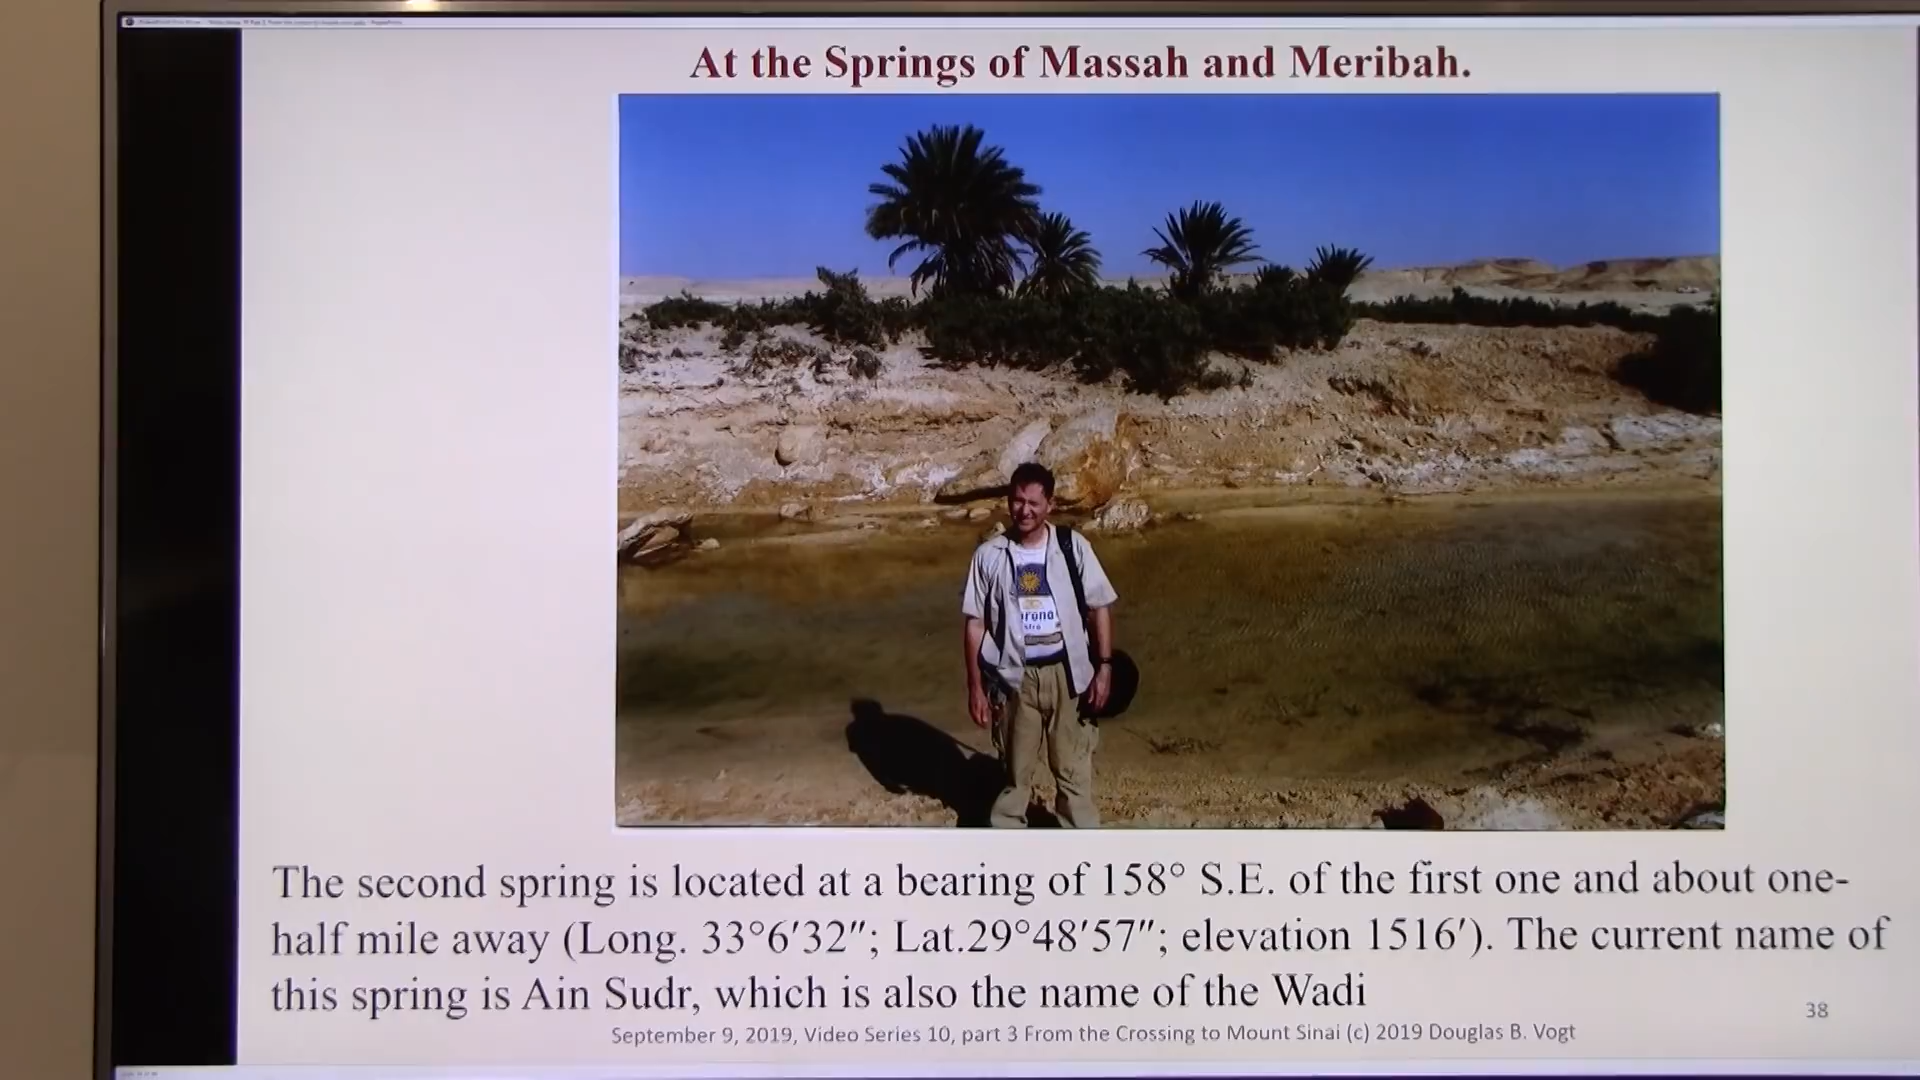 At the Springs of Massah and Meribah.
The second spring is located at a bearing of 158° S.E. of the first one and about one-
half mile away (Long. 33°6′32″; Lat.29°48′57″; elevation 1516′). The current name of
this spring is Ain Sudr, which is also the name of the Wadi
38
September 9, 2019, Video Series 10, part 3 From the Crossing to Mount Sinai (c) 2019 Douglas B. Vogt